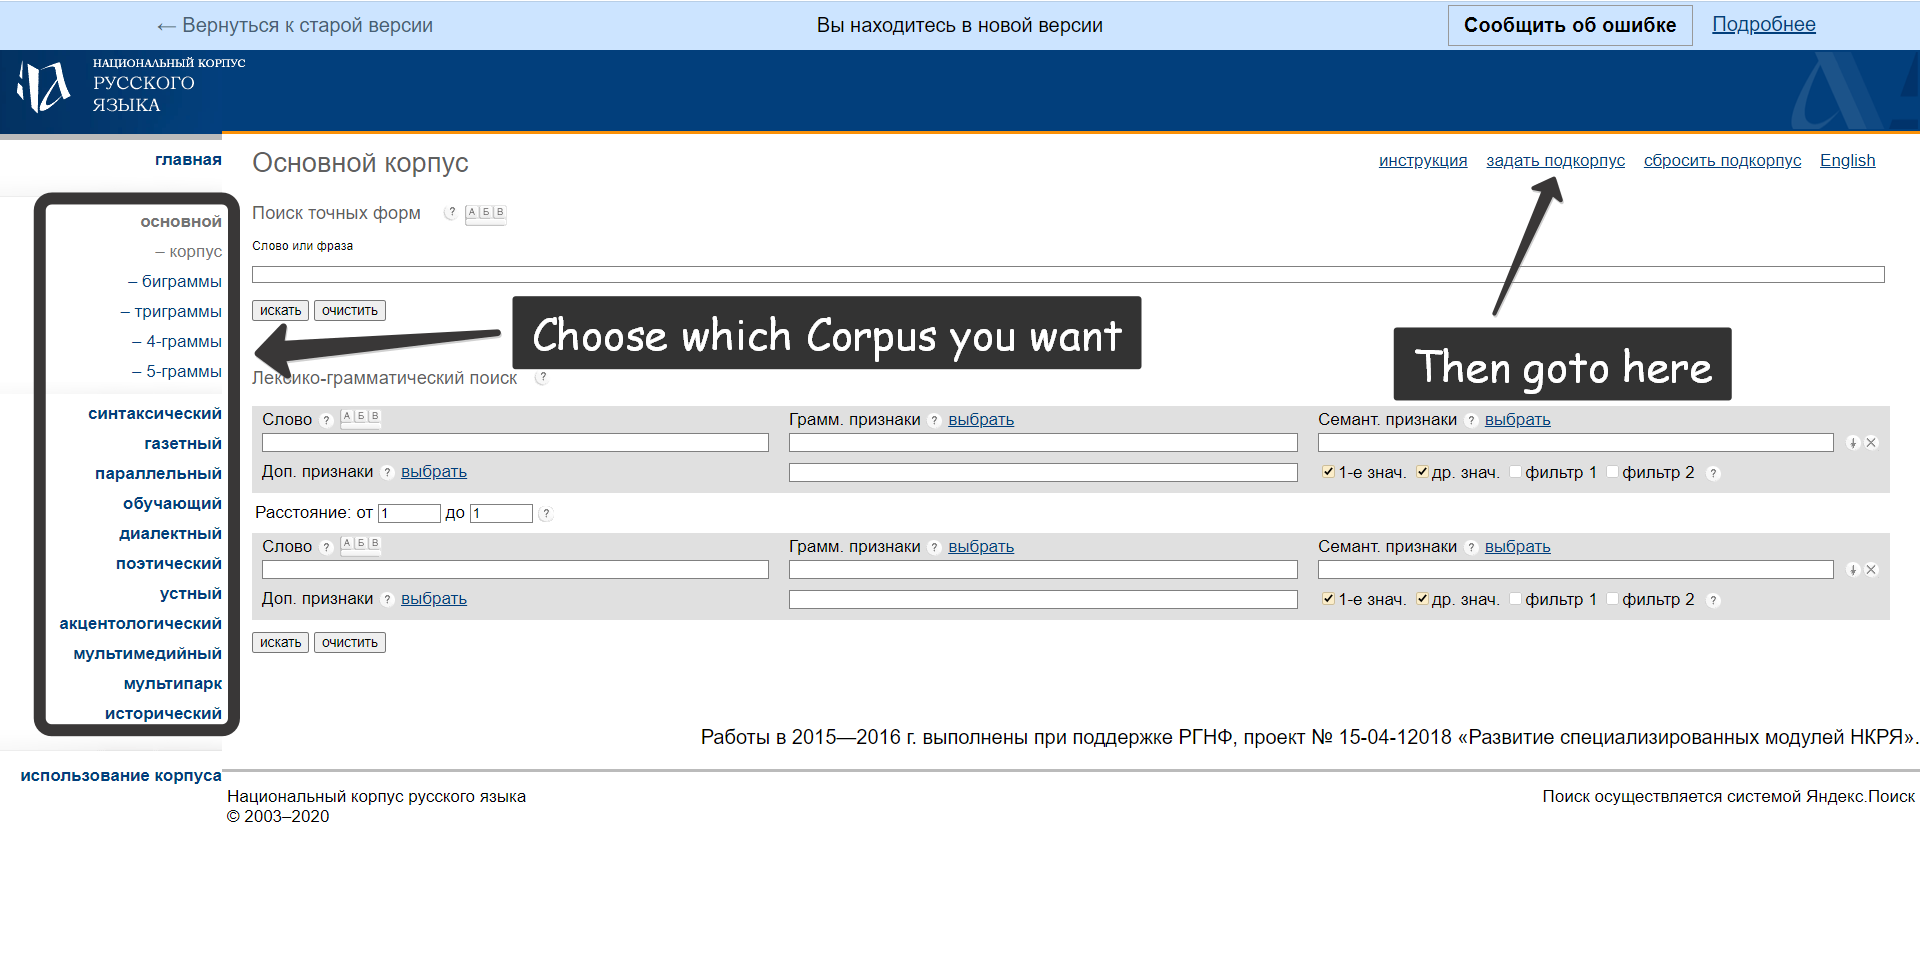 ← Вернуться к старой версии
Вы находитесь в новой версии
Сообщить об ошибке
Подробнее
НАЦИОНАЛЬНЫЙ КОРПУС
РУССКОГО
ЯЗЫКА
главная
основной
– корпус
– биграммы
– триграммы
– 4-граммы
– 5-граммы
синтаксический
газетный
параллельный
обучающий
диалектный
поэтический
устный
акцентологический
мультимедийный
мультипарк
исторический
использование корпуса
Основной корпус
инструкция задать подкорпус сбросить подкорпус English
Поиск точных форм ? А Б В
Слово или фраза
искать очистить
Choose which Corpus you want
Then goto here
Лексико-грамматический поиск ?
Слово ? А Б В Грамм. признаки ? выбрать Семант. признаки ? выбрать
Доп. признаки ? выбрать 1-е знач. др. знач. фильтр 1 фильтр 2 ?
Расстояние: от 1 до 1 ?
Слово ? А Б В Грамм. признаки ? выбрать Семант. признаки ? выбрать
Доп. признаки ? выбрать 1-е знач. др. знач. фильтр 1 фильтр 2 ?
искать очистить
Работы в 2015—2016 г. выполнены при поддержке РГНФ, проект № 15-04-12018 «Развитие специализированных модулей НКРЯ».
Национальный корпус русского языка
© 2003–2020
Поиск осуществляется системой Яндекс.Поиск